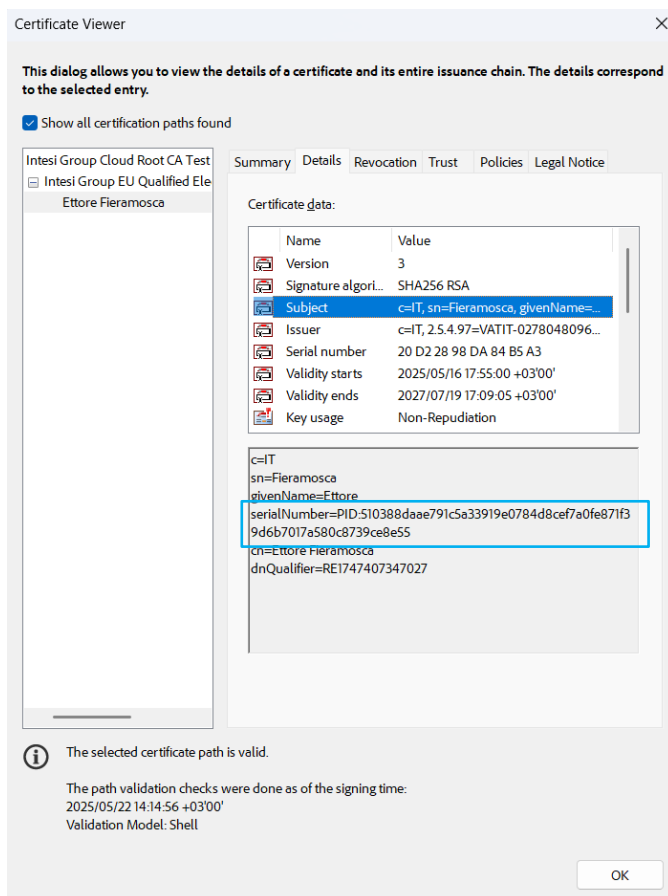 Certificate Viewer
This dialog allows you to view the details of a certificate and its entire issuance chain. The details correspond
to the selected entry.
Show all certification paths found
Intesi Group Cloud Root CA Test
Intesi Group EU Qualified Ele
Ettore Fieramosca
Summary Details Revocation Trust Policies Legal Notice
Certificate data:
Name Value
Version 3
Signature algori... SHA256 RSA
Subject c=IT, sn=Fieramosca, givenName=...
Issuer c=IT, 2.5.4.97=VATIT-0278048096...
Serial number 20 D2 28 98 DA 84 B5 A3
Validity starts 2025/05/16 17:55:00 +03'00'
Validity ends 2027/07/19 17:09:05 +03'00'
Key usage Non-Repudiation
c=IT
sn=Fieramosca
givenName=Ettore
serialNumber=PID:510388daae791c5a33919e0784d8cef7a0fe871f3
9d6b7017a580c8739ce8e55
cn=Ettore Fieramosca
dnQualifier=RE1747407347027
The selected certificate path is valid.
The path validation checks were done as of the signing time:
2025/05/22 14:14:56 +03'00'
Validation Model: Shell
OK